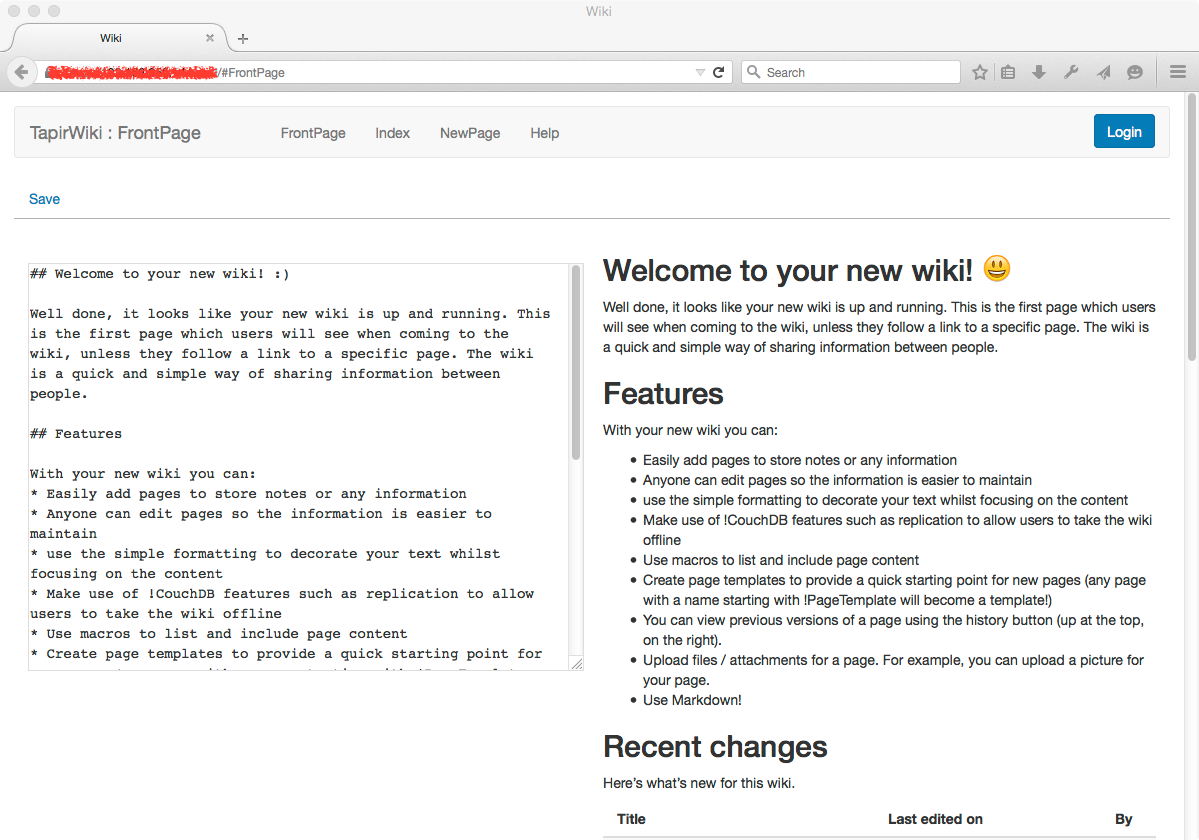 Wiki
Wiki
/#FrontPage
Search
TapirWiki : FrontPage
FrontPage
Index
NewPage
Help
Login
Save
## Welcome to your new wiki! :)
Well done, it looks like your new wiki is up and running. This
is the first page which users will see when coming to the
wiki, unless they follow a link to a specific page. The wiki
is a quick and simple way of sharing information between
people.
## Features
With your new wiki you can:
* Easily add pages to store notes or any information
* Anyone can edit pages so the information is easier to
maintain
* use the simple formatting to decorate your text whilst
focusing on the content
* Make use of !CouchDB features such as replication to allow
users to take the wiki offline
* Use macros to list and include page content
* Create page templates to provide a quick starting point for
Welcome to your new wiki! 😃
Well done, it looks like your new wiki is up and running. This is the first page which users
will see when coming to the wiki, unless they follow a link to a specific page. The wiki is
a quick and simple way of sharing information between people.
Features
With your new wiki you can:
• Easily add pages to store notes or any information
• Anyone can edit pages so the information is easier to maintain
• use the simple formatting to decorate your text whilst focusing on the content
• Make use of !CouchDB features such as replication to allow users to take the wiki
offline
• Use macros to list and include page content
• Create page templates to provide a quick starting point for new pages (any page
with a name starting with !PageTemplate will become a template!)
• You can view previous versions of a page using the history button (up at the top,
on the right).
• Upload files / attachments for a page. For example, you can upload a picture for
your page.
• Use Markdown!
Recent changes
Here’s what’s new for this wiki.
Title
Last edited on
By